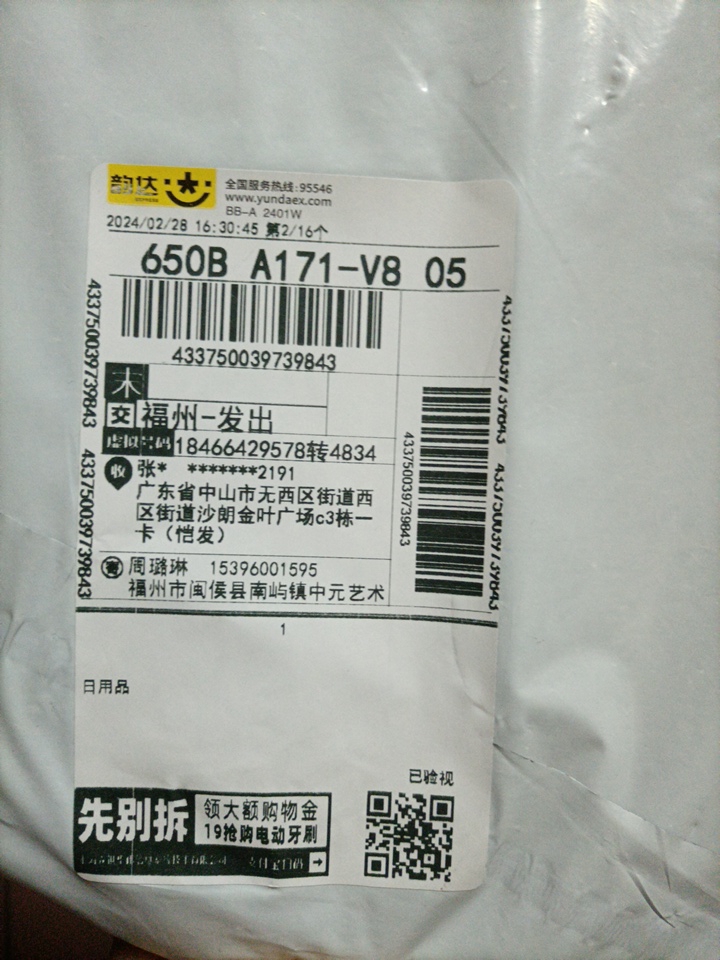 韵达
EXPRESS
全国服务热线:95546
www.yundaex.com
BB-A 2401W
2024/02/28 16:30:45 第2/16个
650B A171-V8 05
433750039739843
433750039739843
433750039739843
433750039739843
433750039739843
433750039739843
木
交 福州-发出
虚拟号码 18466429578转4834
收 张* *******2191
广东省中山市无西区街道西
区街道沙朗金叶广场c3栋一
卡（恺发）
寄 周璐琳 15396001595
福州市闽侯县南屿镇中元艺术
1
日用品
已验视
先别拆
领大额购物金
19抢购电动牙刷
支付宝扫码